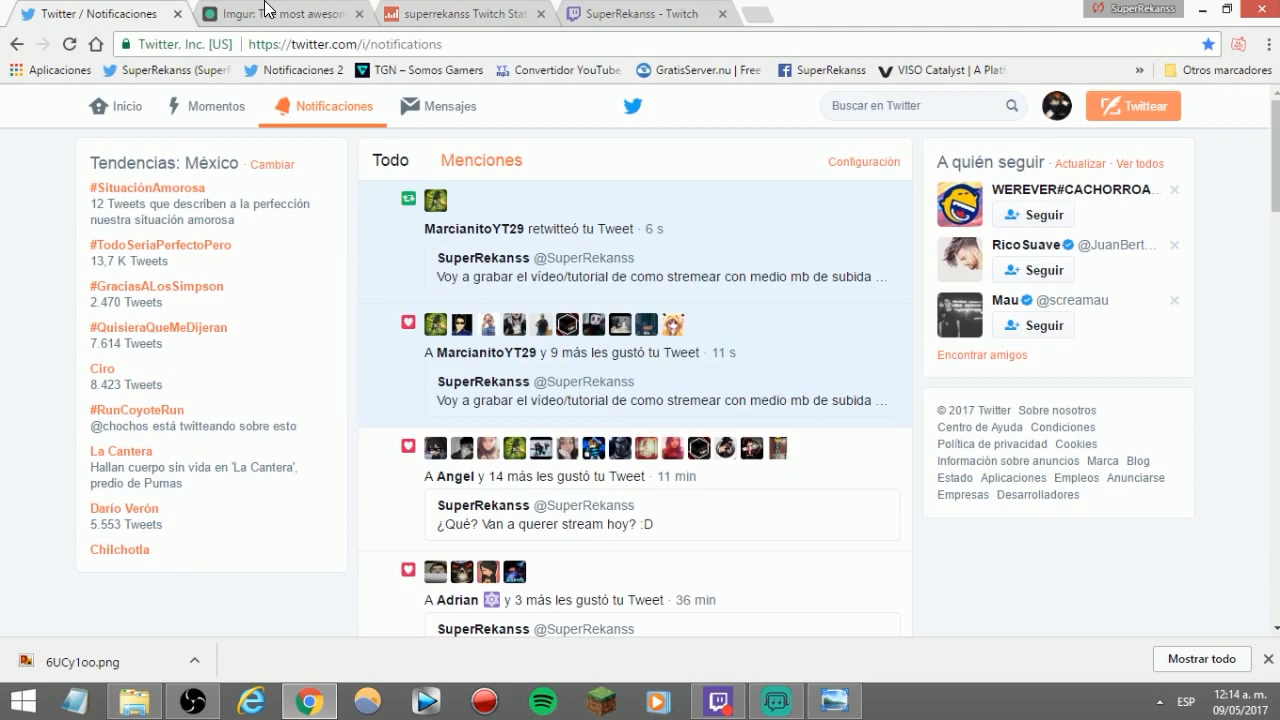 Twitter / Notificaciones
Imgur: The most awesom
superrekanss Twitch Stat
SuperRekanss - Twitch
SuperRekanss
Twitter, Inc. [US]
https://twitter.com/i/notifications
Aplicaciones
SuperRekanss (SuperF
Notificaciones 2
TGN – Somos Gamers
Convertidor YouTube
GratisServer.nu | Free
SuperRekanss
VISO Catalyst | A Platf
»
Otros marcadores
Inicio
Momentos
Notificaciones
Mensajes
Buscar en Twitter
Twittear
Tendencias: México · Cambiar
#SituaciónAmorosa
12 Tweets que describen a la perfección
nuestra situación amorosa
#TodoSeriaPerfectoPero
13,7 K Tweets
#GraciasALosSimpson
2.470 Tweets
#QuisieraQueMeDijeran
7.614 Tweets
Ciro
8.423 Tweets
#RunCoyoteRun
@chochos está twitteando sobre esto
La Cantera
Hallan cuerpo sin vida en 'La Cantera',
predio de Pumas
Darío Verón
5.553 Tweets
Chilchotla
Todo
Menciones
Configuración
MarcianitoYT29 retwitteó tu Tweet · 6 s
SuperRekanss @SuperRekanss
Voy a grabar el vídeo/tutorial de como stremear con medio mb de subida ...
A MarcianitoYT29 y 9 más les gustó tu Tweet · 11 s
SuperRekanss @SuperRekanss
Voy a grabar el vídeo/tutorial de como stremear con medio mb de subida ...
A Angel y 14 más les gustó tu Tweet · 11 min
SuperRekanss @SuperRekanss
¿Qué? Van a querer stream hoy? :D
A Adrian y 3 más les gustó tu Tweet · 36 min
SuperRekanss @SuperRekanss
A quién seguir · Actualizar · Ver todos
WEREVER#CACHORROA..
Seguir
Rico Suave @JuanBert...
Seguir
Mau @screamau
Seguir
Encontrar amigos
© 2017 Twitter Sobre nosotros
Centro de Ayuda Condiciones
Política de privacidad Cookies
Información sobre anuncios Marca Blog
Estado Aplicaciones Empleos Anunciarse
Empresas Desarrolladores
6UCy1oo.png
Mostrar todo
ESP
12:14 a. m.
09/05/2017